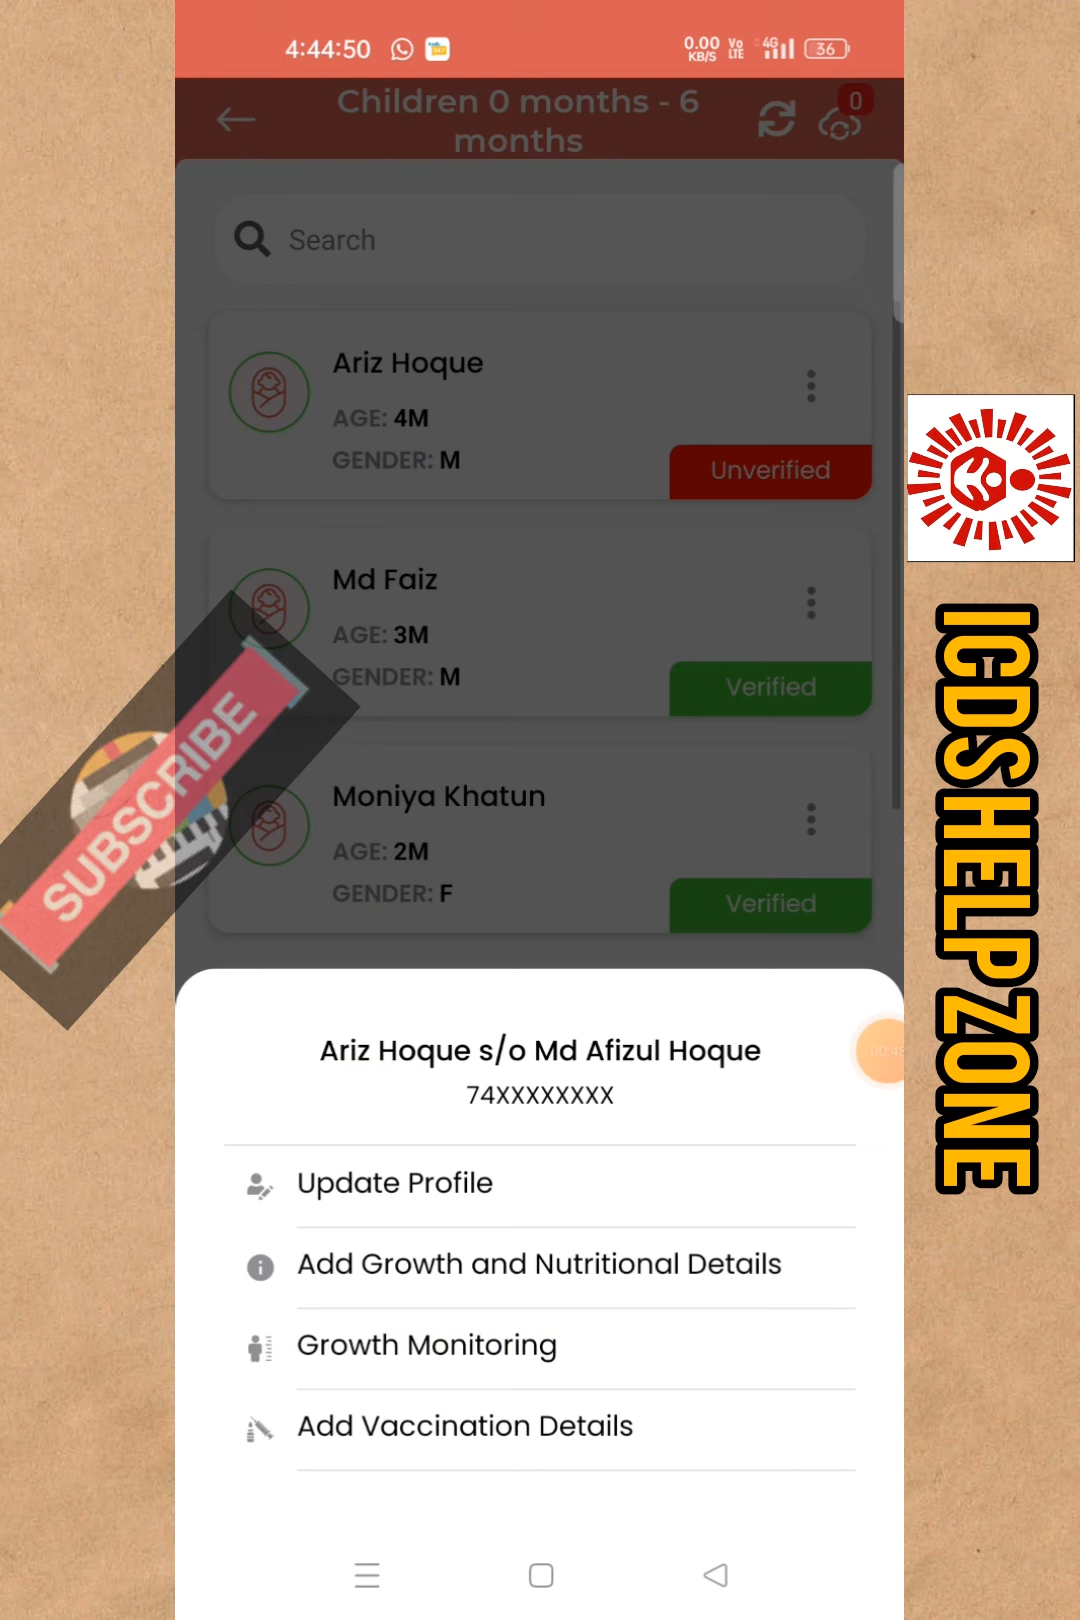 4:44:50
0.00 KB/S
Vo LTE
4G
36
Children 0 months - 6
months
0
Search
Ariz Hoque
AGE: 4M
GENDER: M
Unverified
Md Faiz
AGE: 3M
GENDER: M
Verified
Moniya Khatun
AGE: 2M
GENDER: F
Verified
SUBSCRIBE
ICDSHELPZONE
Ariz Hoque s/o Md Afizul Hoque
74XXXXXXXX
Update Profile
Add Growth and Nutritional Details
Growth Monitoring
Add Vaccination Details